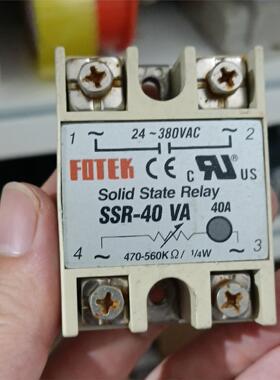 1 ~ 24~380VAC ~ 2
FOTEK CE c RU US
Solid State Relay
SSR-40 VA 40A
4 ~ ~ 3
470-560KΩ/ 1/4W